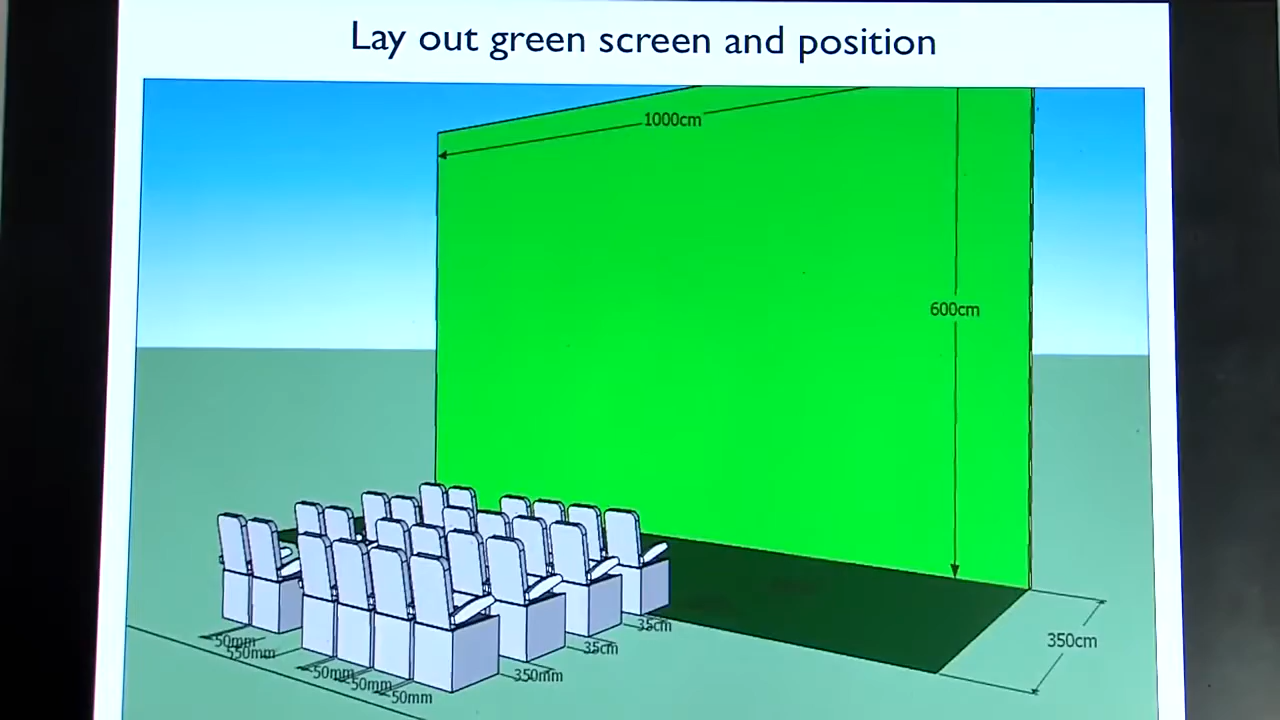 Lay out green screen and position
1000cm
600cm
350cm
35cm
35cm
350mm
50mm
550mm
50mm
50mm
50mm